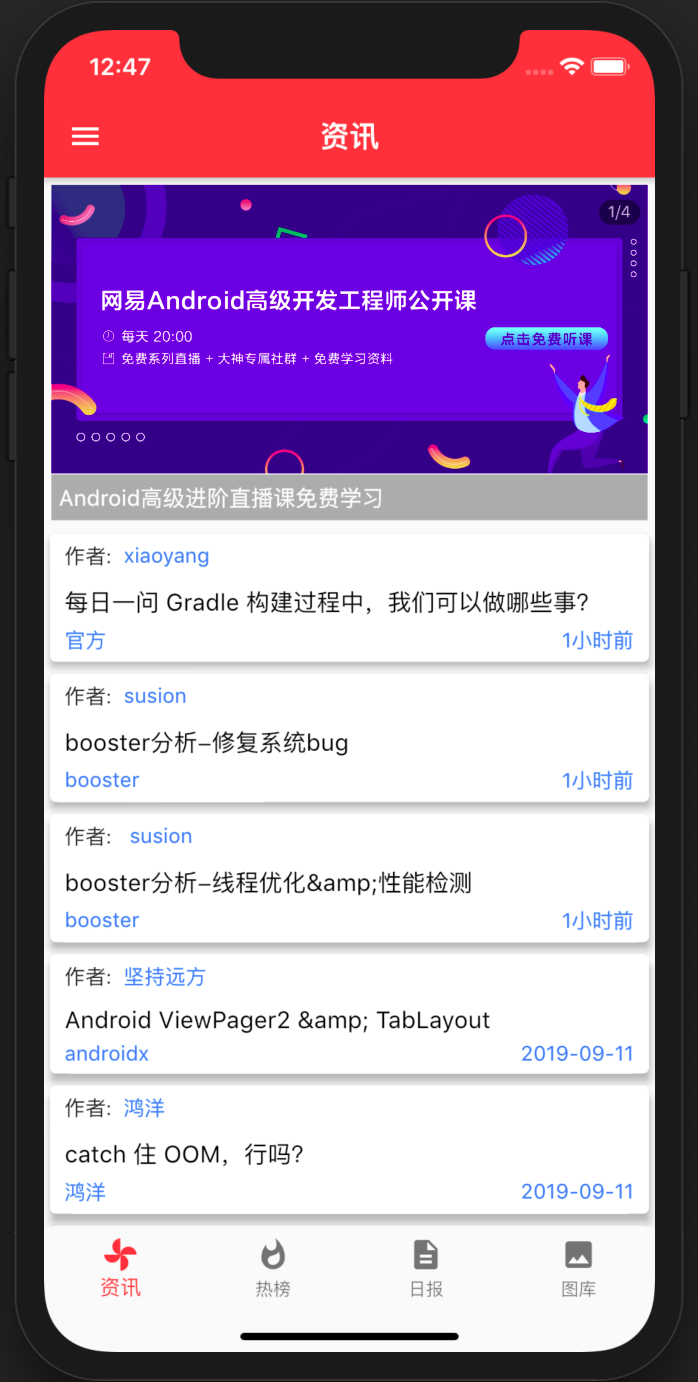 12:47
资讯
1/4
网易Android高级开发工程师公开课
每天 20:00
点击免费听课
免费系列直播 + 大神专属社群 + 免费学习资料
Android高级进阶直播课免费学习
作者: xiaoyang
每日一问 Gradle 构建过程中，我们可以做哪些事？
官方 1小时前
作者: susion
booster分析–修复系统bug
booster 1小时前
作者: susion
booster分析–线程优化&amp;性能检测
booster 1小时前
作者: 坚持远方
Android ViewPager2 &amp; TabLayout
androidx 2019-09-11
作者: 鸿洋
catch 住 OOM，行吗？
鸿洋 2019-09-11
资讯 热榜 日报 图库